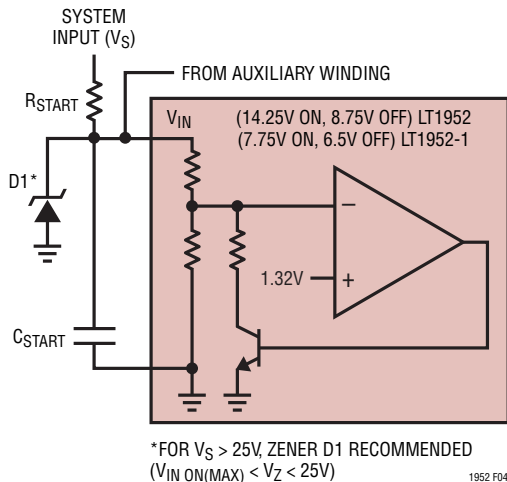 SYSTEM
INPUT (VS)
FROM AUXILIARY WINDING
RSTART
VIN
(14.25V ON, 8.75V OFF) LT1952
(7.75V ON, 6.5V OFF) LT1952-1
D1*
–
1.32V
+
CSTART
*FOR VS > 25V, ZENER D1 RECOMMENDED
(VIN ON(MAX) < VZ < 25V)
1952 F04